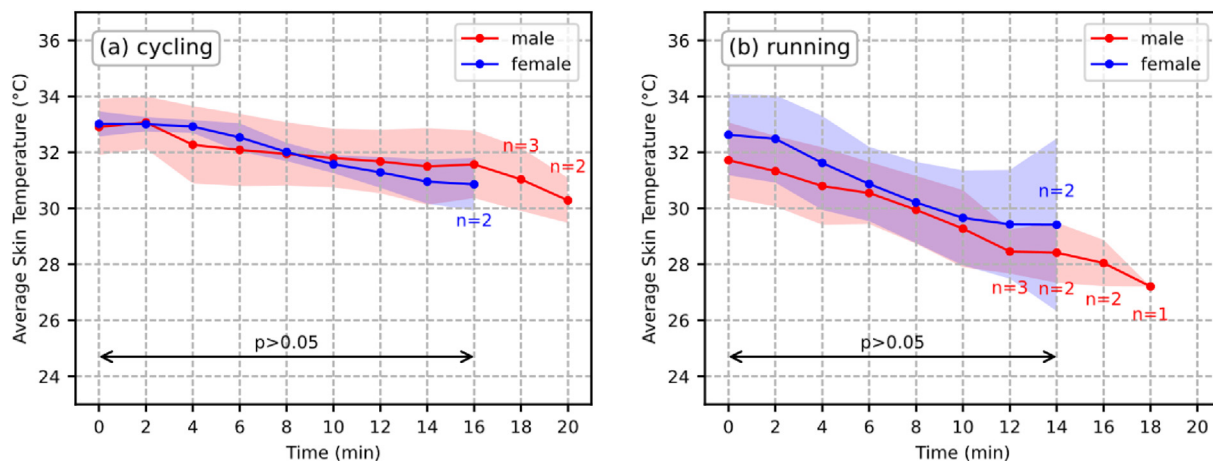 (a) cycling
male
female
n=3
n=2
n=2
p>0.05
36
34
32
30
28
26
24
Average Skin Temperature (°C)
0 2 4 6 8 10 12 14 16 18 20
Time (min)
(b) running
male
female
n=2
n=3
n=2
n=2
n=1
p>0.05
36
34
32
30
28
26
24
Average Skin Temperature (°C)
0 2 4 6 8 10 12 14 16 18 20
Time (min)